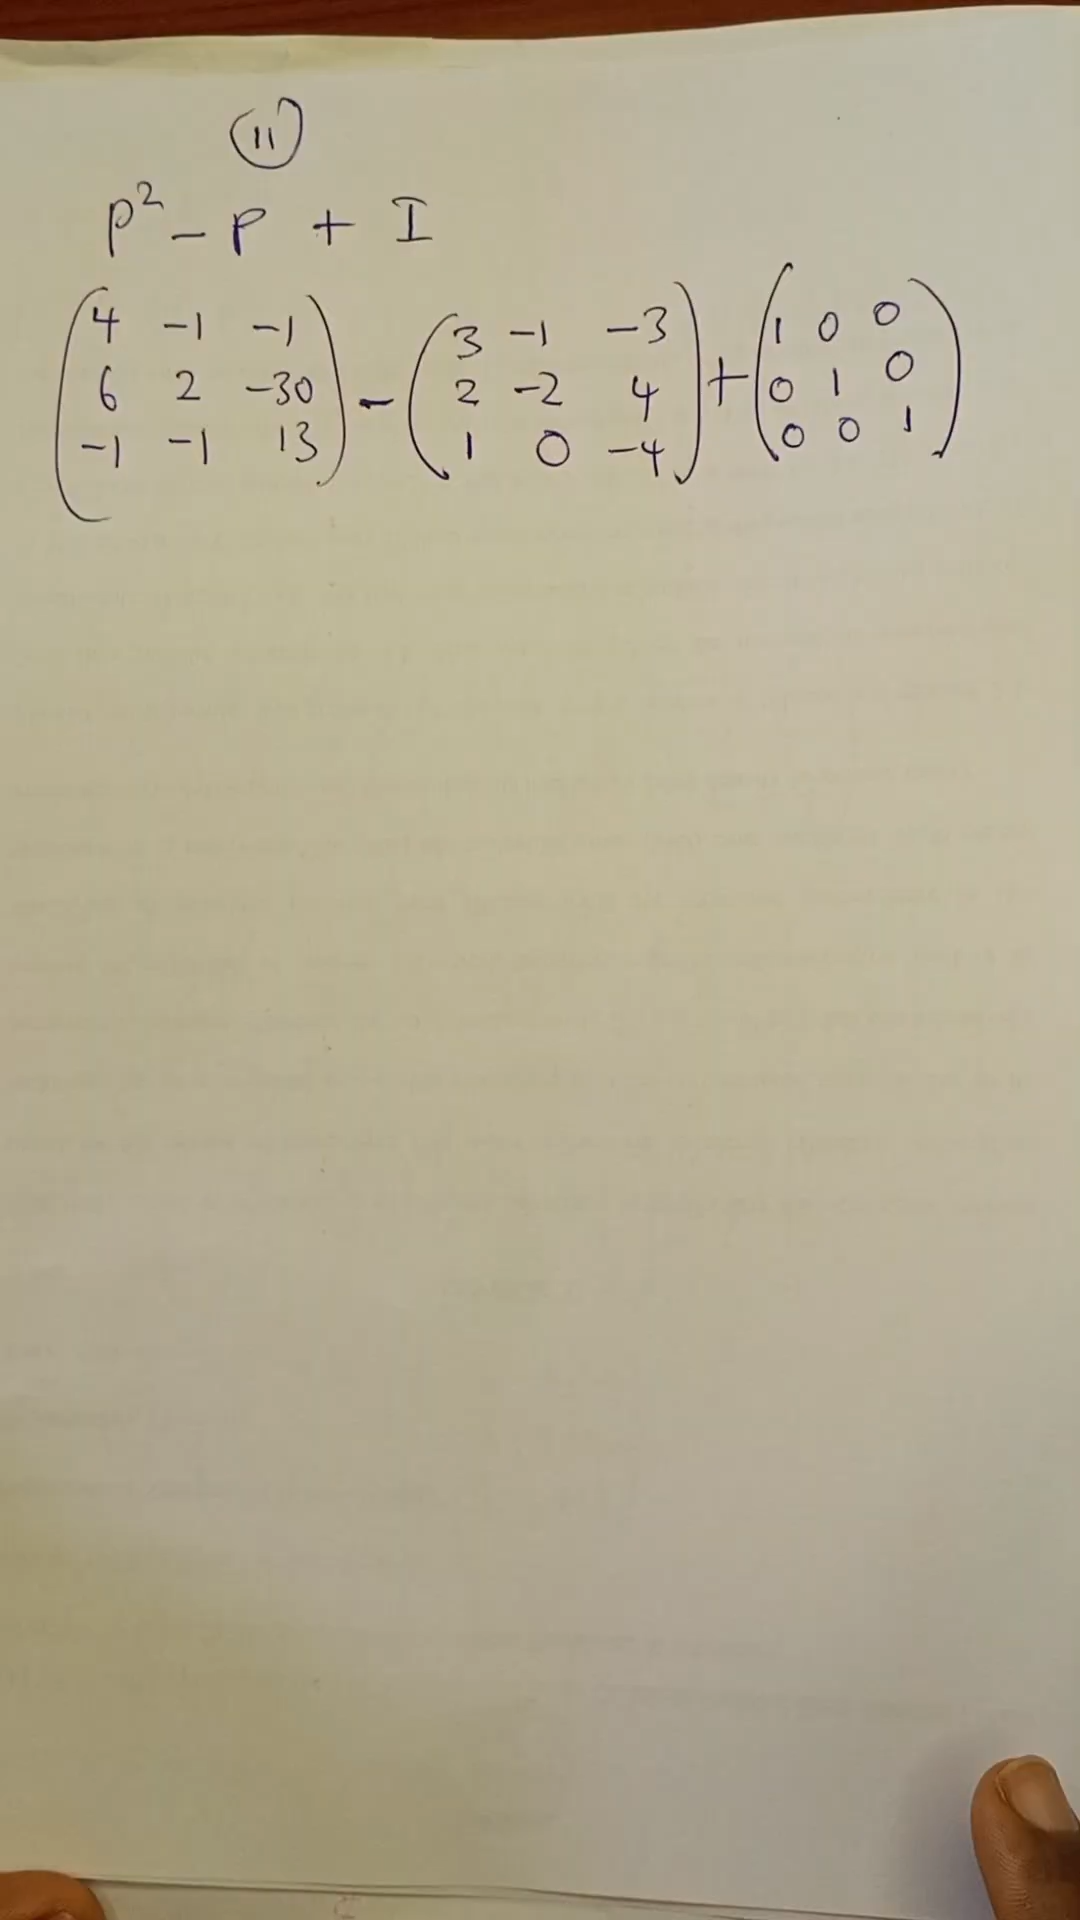 11
P² - P + I
(4 -1 -1) (3 -1 -3) (1 0 0)
(6 2 -30) - (2 -2 4) + (0 1 0)
(-1 -1 13) (1 0 -4) (0 0 1)